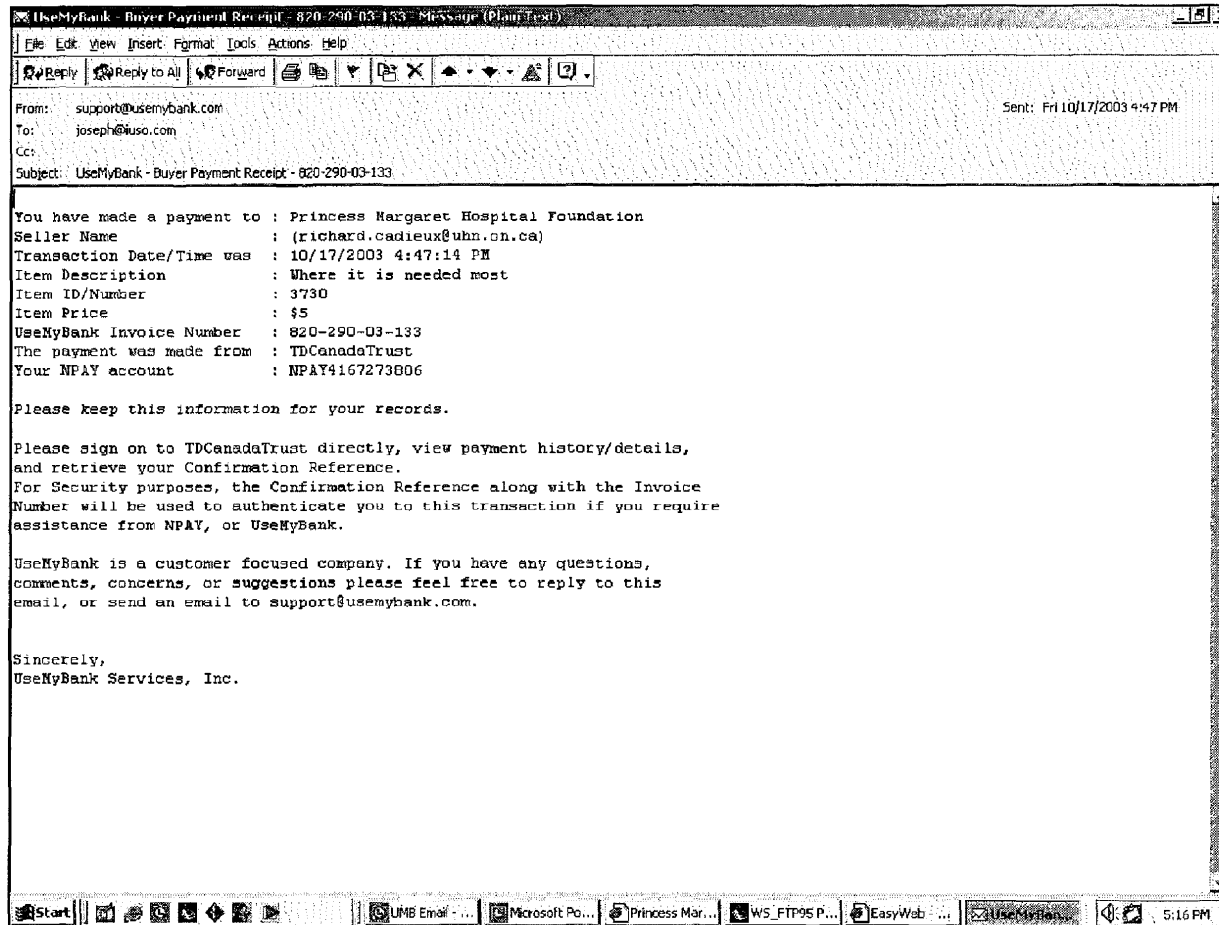 UseMyBank - Buyer Payment Receipt - 820-290-03-133 - Message (Plain Text)
File Edit View Insert Format Tools Actions Help
Reply Reply to All Forward
From: support@usemybank.com Sent: Fri 10/17/2003 4:47 PM
To: joseph@iuso.com
Cc:
Subject: UseMyBank - Buyer Payment Receipt - 820-290-03-133
You have made a payment to : Princess Margaret Hospital Foundation
Seller Name : (richard.cadieux@uhn.on.ca)
Transaction Date/Time was : 10/17/2003 4:47:14 PM
Item Description : Where it is needed most
Item ID/Number : 3730
Item Price : $5
UseMyBank Invoice Number : 820-290-03-133
The payment was made from : TDCanadaTrust
Your NPAY account : NPAY4167273806
Please keep this information for your records.
Please sign on to TDCanadaTrust directly, view payment history/details,
and retrieve your Confirmation Reference.
For Security purposes, the Confirmation Reference along with the Invoice
Number will be used to authenticate you to this transaction if you require
assistance from NPAY, or UseMyBank.
UseMyBank is a customer focused company. If you have any questions,
comments, concerns, or suggestions please feel free to reply to this
email, or send an email to support@usemybank.com.
Sincerely,
UseMyBank Services, Inc.
Start UMB Email - ... Microsoft Po... Princess Mar... WS_FTP95 P... EasyWeb - ... UseMyBan... 5:16 PM